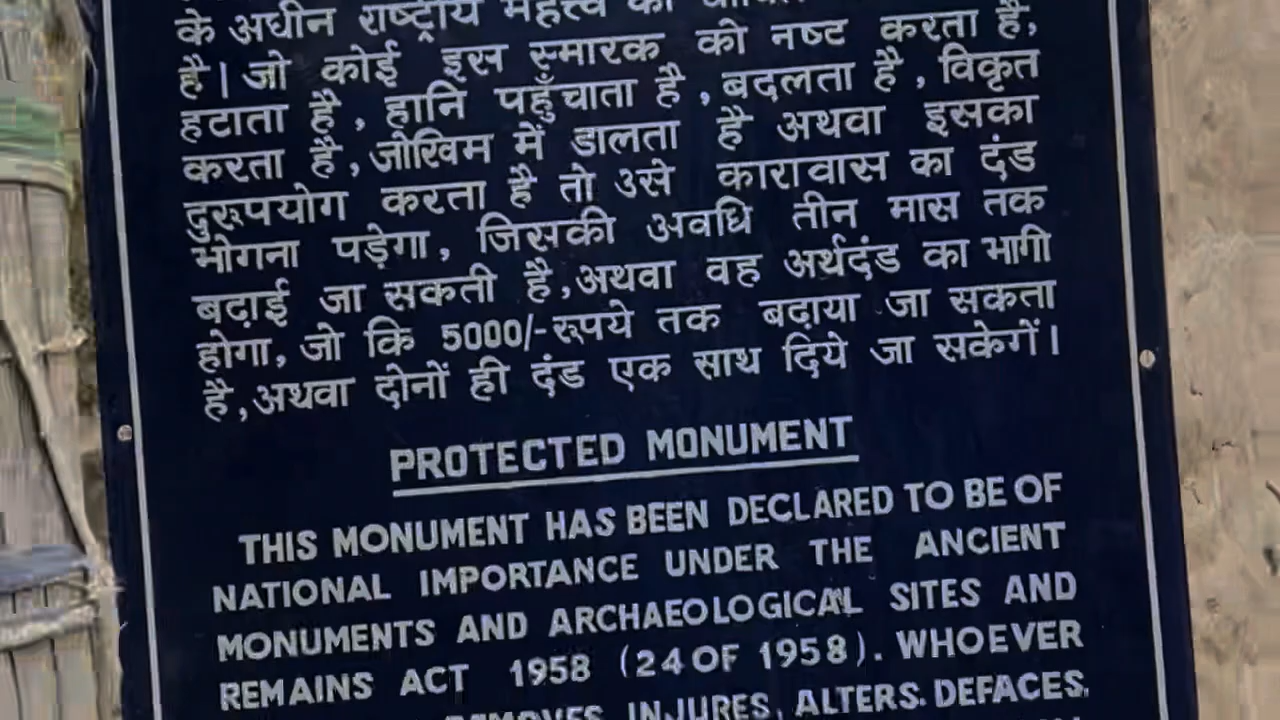 के अधीन राष्ट्रीय महत्त्व का
है। जो कोई इस स्मारक को नष्ट करता है,
हटाता है, हानि पहुँचाता है, बदलता है, विकृत
करता है, जोखिम में डालता है अथवा इसका
दुरूपयोग करता है तो उसे कारावास का दंड
भोगना पड़ेगा, जिसकी अवधि तीन मास तक
बढ़ाई जा सकती है, अथवा वह अर्थदंड का भागी
होगा, जो कि 5000/- रूपये तक बढ़ाया जा सकता
है, अथवा दोनों ही दंड एक साथ दिये जा सकेगें।
PROTECTED MONUMENT
THIS MONUMENT HAS BEEN DECLARED TO BE OF
NATIONAL IMPORTANCE UNDER THE ANCIENT
MONUMENTS AND ARCHAEOLOGICAL SITES AND
REMAINS ACT 1958 (24 OF 1958). WHOEVER
REMOVES, INJURES, ALTERS. DEFACES,